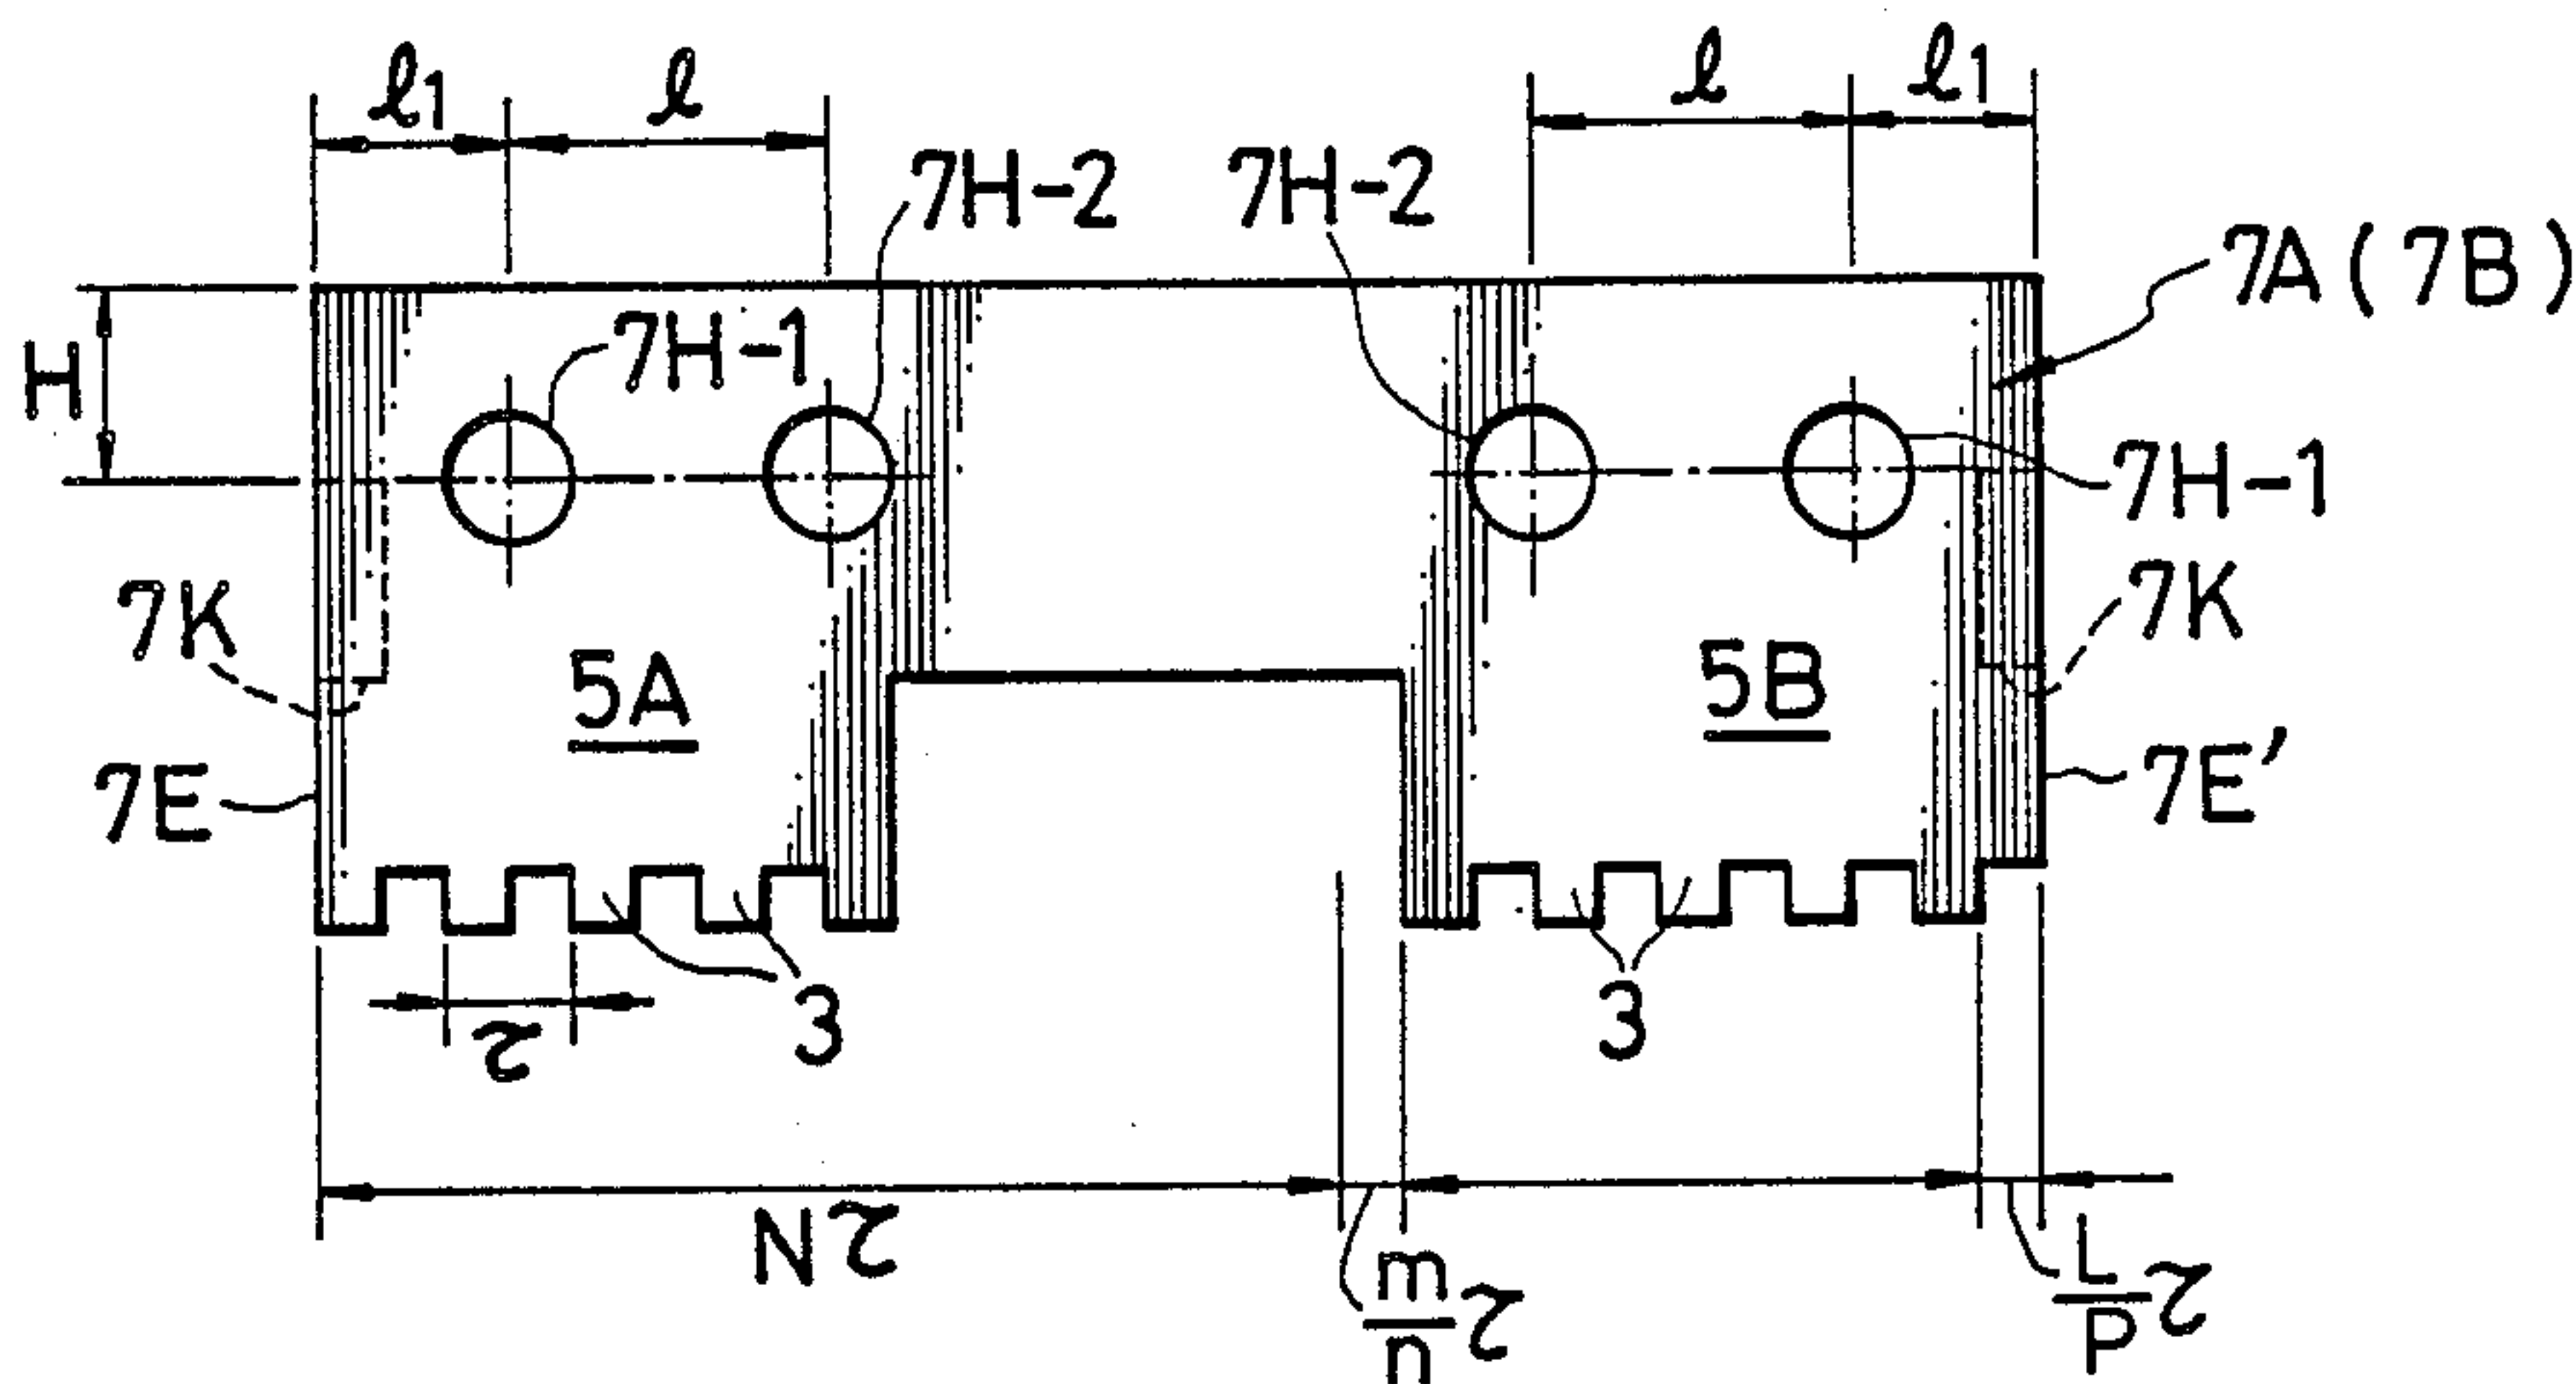 ℓ1 ℓ ℓ ℓ1
7H-2 7H-2
7A(7B)
H
7H-1
7H-1
7K 7K
5A 5B
7E 7E'
3 3
τ
Nτ
m/n τ
L/P τ